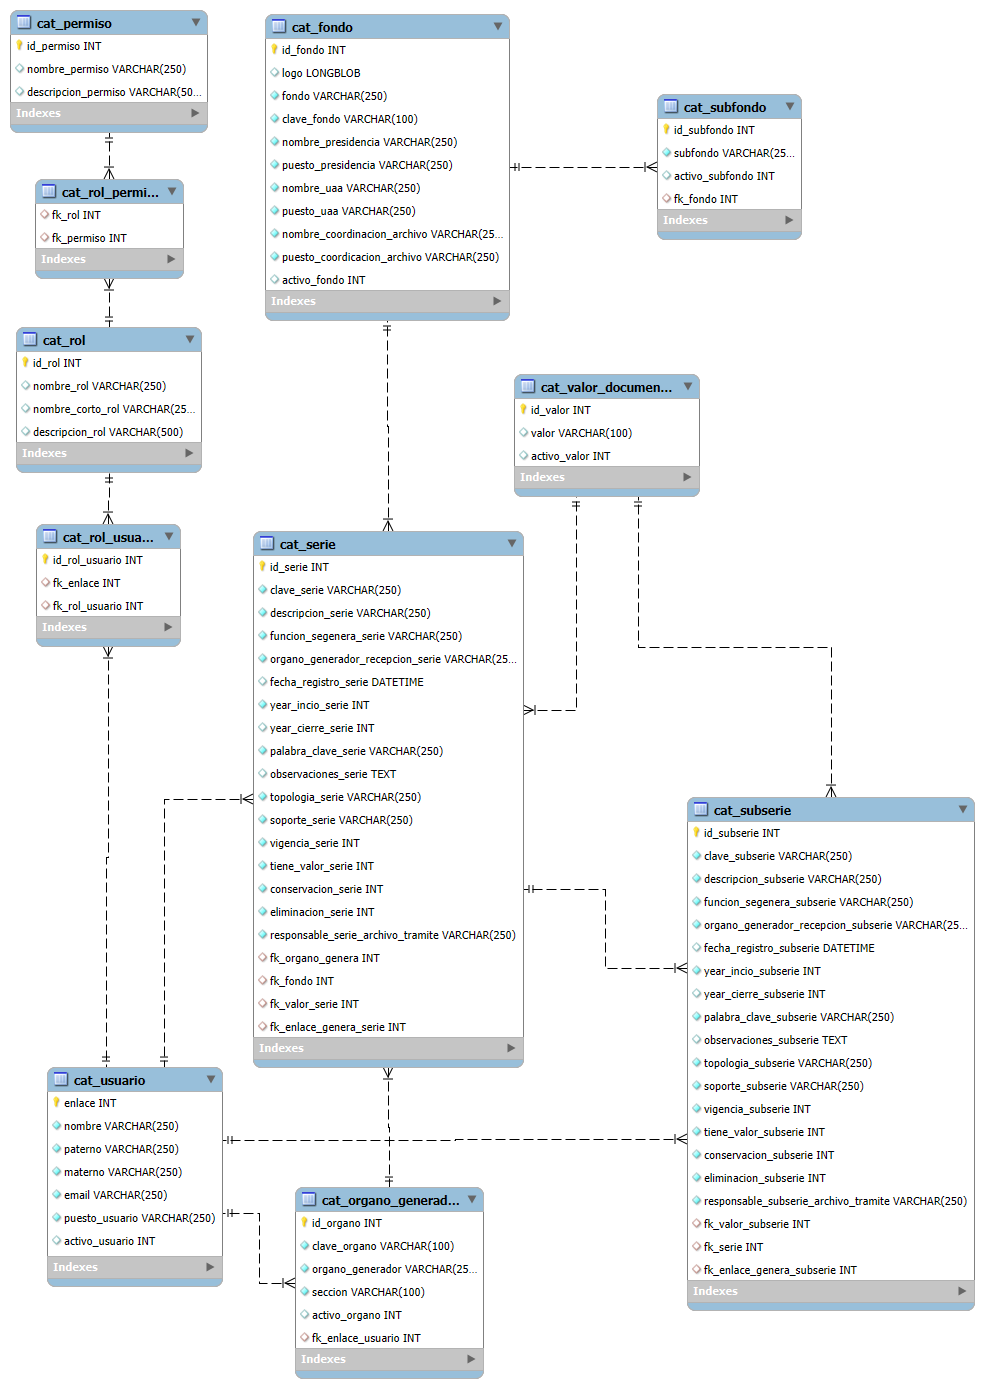 cat_permiso
id_permiso INT
nombre_permiso VARCHAR(250)
descripcion_permiso VARCHAR(50...
Indexes
cat_rol_permi...
fk_rol INT
fk_permiso INT
Indexes
cat_rol
id_rol INT
nombre_rol VARCHAR(250)
nombre_corto_rol VARCHAR(25...
descripcion_rol VARCHAR(500)
Indexes
cat_rol_usua...
id_rol_usuario INT
fk_enlace INT
fk_rol_usuario INT
Indexes
cat_usuario
enlace INT
nombre VARCHAR(250)
paterno VARCHAR(250)
materno VARCHAR(250)
email VARCHAR(250)
puesto_usuario VARCHAR(250)
activo_usuario INT
Indexes
cat_fondo
id_fondo INT
logo LONGBLOB
fondo VARCHAR(250)
clave_fondo VARCHAR(100)
nombre_presidencia VARCHAR(250)
puesto_presidencia VARCHAR(250)
nombre_uaa VARCHAR(250)
puesto_uaa VARCHAR(250)
nombre_coordinacion_archivo VARCHAR(25...
puesto_coordicacion_archivo VARCHAR(250)
activo_fondo INT
Indexes
cat_subfondo
id_subfondo INT
subfondo VARCHAR(25...
activo_subfondo INT
fk_fondo INT
Indexes
cat_valor_documen...
id_valor INT
valor VARCHAR(100)
activo_valor INT
Indexes
cat_serie
id_serie INT
clave_serie VARCHAR(250)
descripcion_serie VARCHAR(250)
funcion_segenera_serie VARCHAR(250)
organo_generador_recepcion_serie VARCHAR(25...
fecha_registro_serie DATETIME
year_incio_serie INT
year_cierre_serie INT
palabra_clave_serie VARCHAR(250)
observaciones_serie TEXT
topologia_serie VARCHAR(250)
soporte_serie VARCHAR(250)
vigencia_serie INT
tiene_valor_serie INT
conservacion_serie INT
eliminacion_serie INT
responsable_serie_archivo_tramite VARCHAR(250)
fk_organo_genera INT
fk_fondo INT
fk_valor_serie INT
fk_enlace_genera_serie INT
Indexes
cat_organo_generad...
id_organo INT
clave_organo VARCHAR(100)
organo_generador VARCHAR(25...
seccion VARCHAR(100)
activo_organo INT
fk_enlace_usuario INT
Indexes
cat_subserie
id_subserie INT
clave_subserie VARCHAR(250)
descripcion_subserie VARCHAR(250)
funcion_segenera_subserie VARCHAR(250)
organo_generador_recepcion_subserie VARCHAR(25...
fecha_registro_subserie DATETIME
year_incio_subserie INT
year_cierre_subserie INT
palabra_clave_subserie VARCHAR(250)
observaciones_subserie TEXT
topologia_subserie VARCHAR(250)
soporte_subserie VARCHAR(250)
vigencia_subserie INT
tiene_valor_subserie INT
conservacion_subserie INT
eliminacion_subserie INT
responsable_subserie_archivo_tramite VARCHAR(250)
fk_valor_subserie INT
fk_serie INT
fk_enlace_genera_subserie INT
Indexes